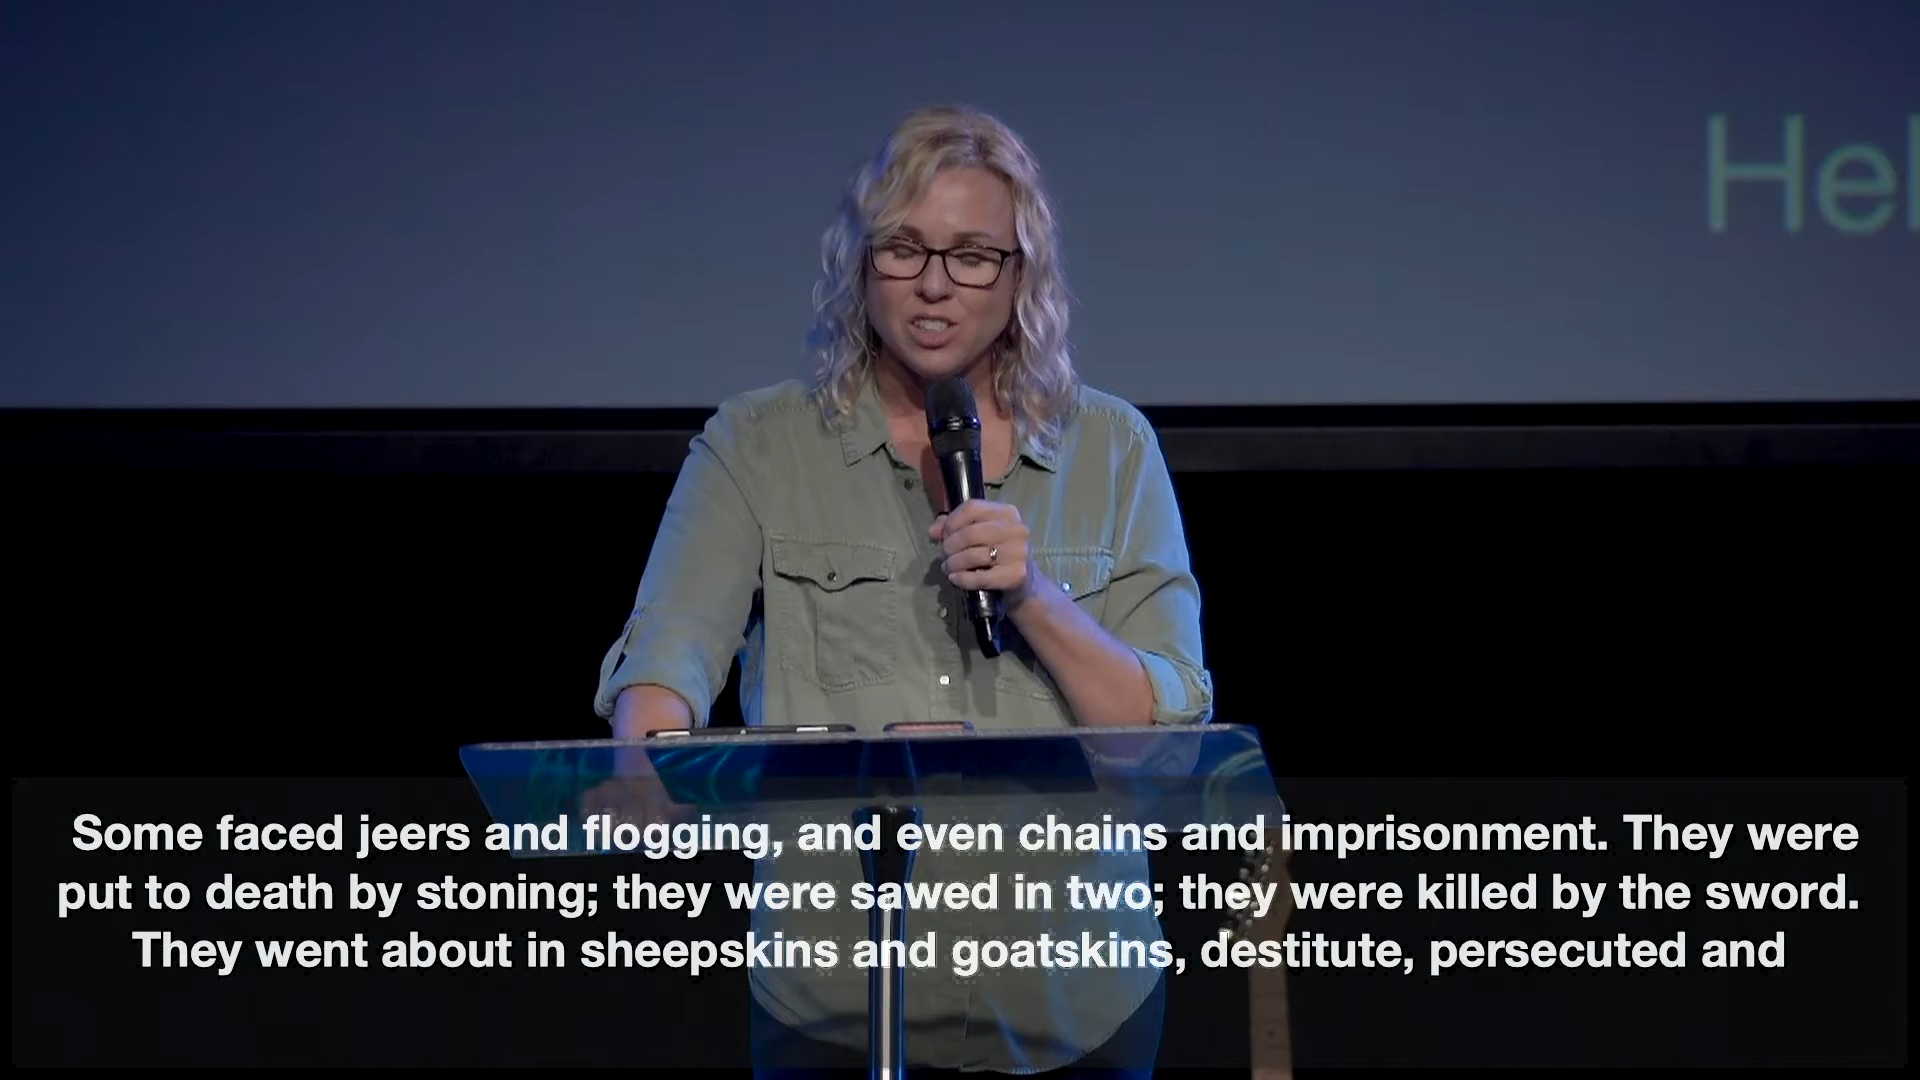 Hel
Some faced jeers and flogging, and even chains and imprisonment. They were
put to death by stoning; they were sawed in two; they were killed by the sword.
They went about in sheepskins and goatskins, destitute, persecuted and